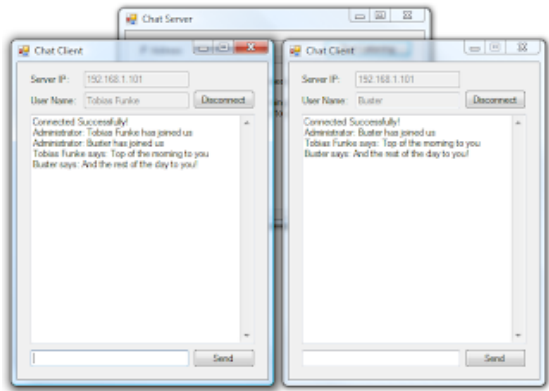 Chat Server
Chat Client
Server IP: 192.168.1.101
User Name: Tobias Funke Disconnect
Connected Successfully!
Administrator: Tobias Funke has joined us
Administrator: Buster has joined us
Tobias Funke says: Top of the morning to you
Buster says: And the rest of the day to you!
Send
Chat Client
Server IP: 192.168.1.101
User Name: Buster Disconnect
Connected Successfully!
Administrator: Buster has joined us
Tobias Funke says: Top of the morning to you
Buster says: And the rest of the day to you!
Send